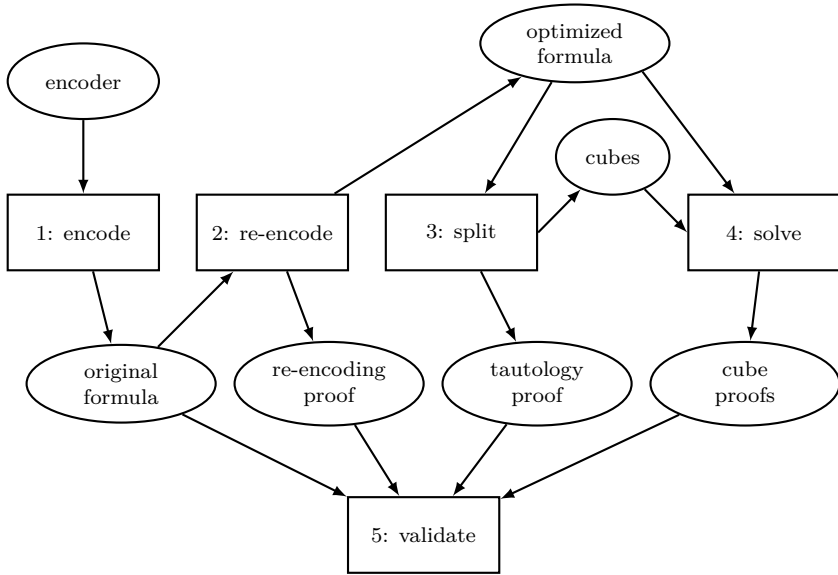 optimized
formula
encoder
cubes
1: encode
2: re-encode
3: split
4: solve
original
formula
re-encoding
proof
tautology
proof
cube
proofs
5: validate